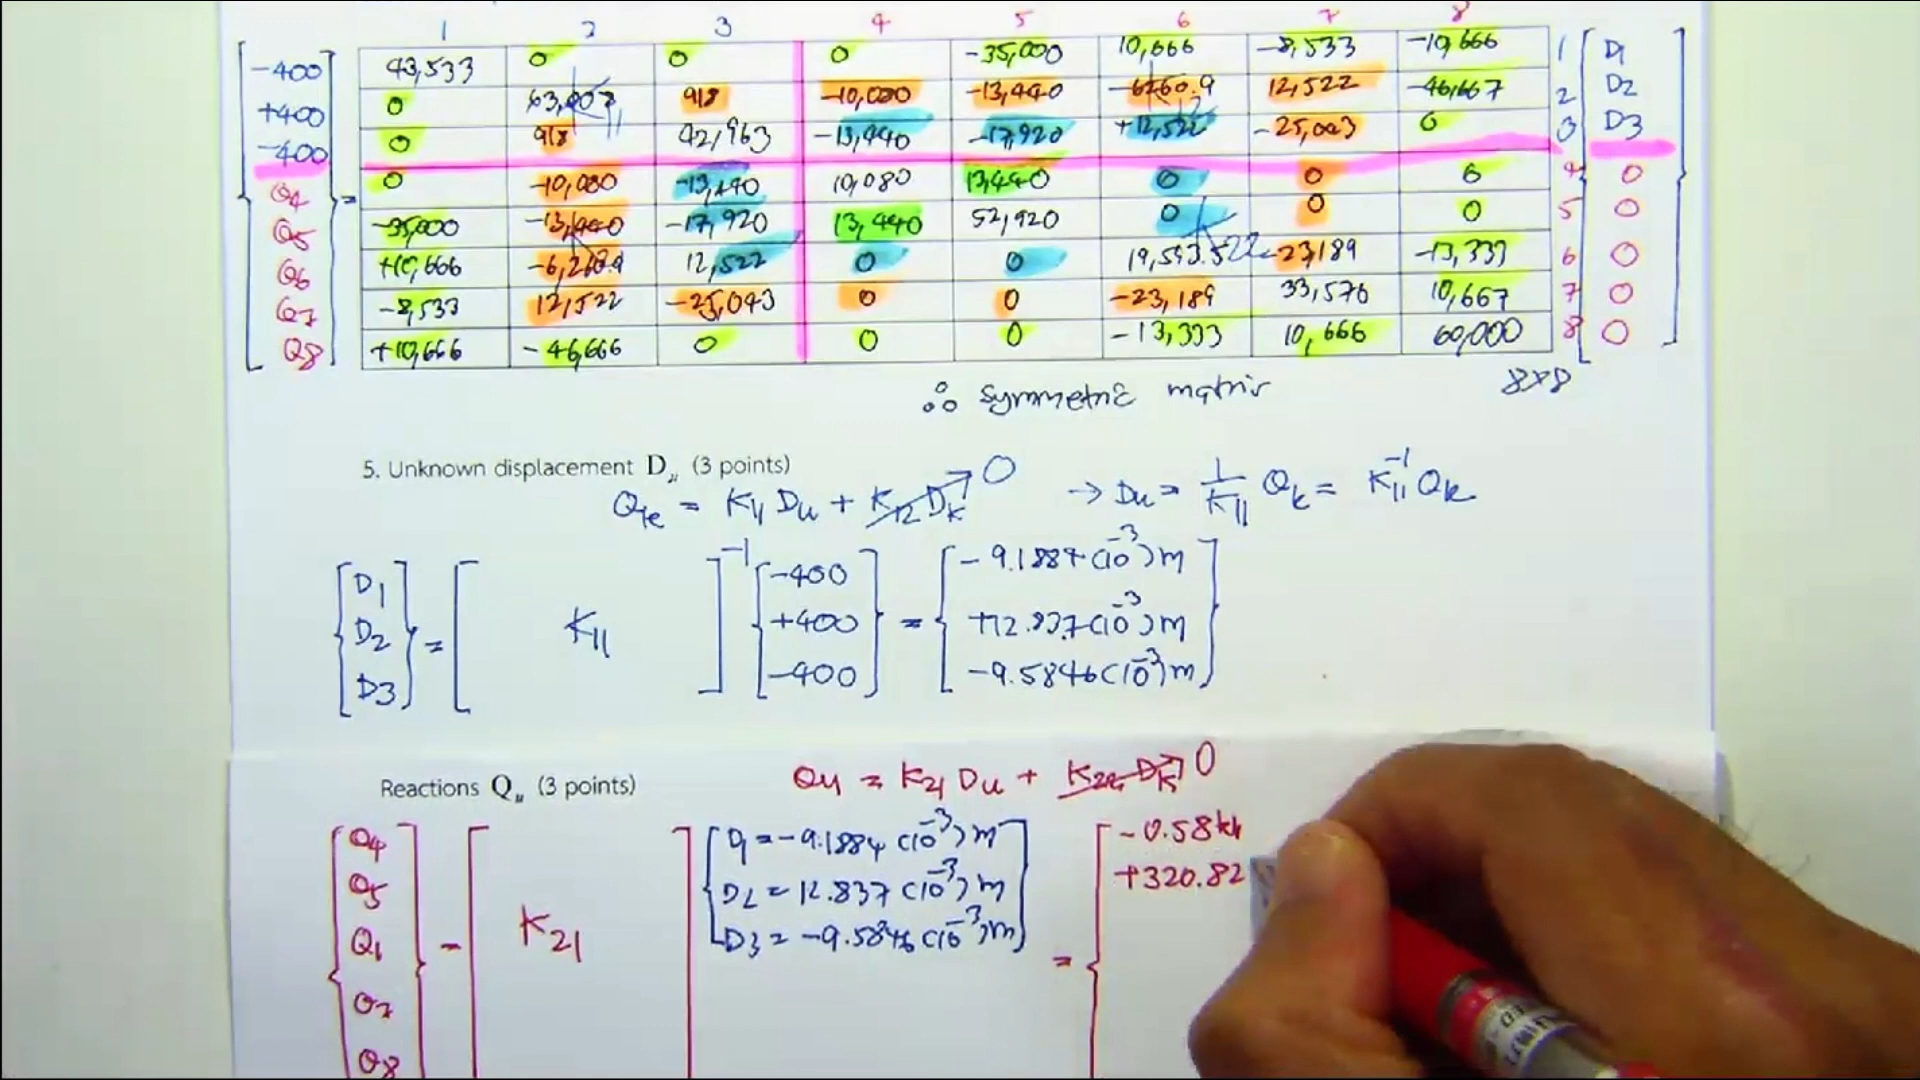 1 2 3 4 5 6 7 8
-400 43,533 0 0 0 -35,000 10,666 -8,533 -10,666 1 D1
+400 0 918 -10,080 -13,440 -6260.9 12,522 -46,667 2 D2
-400 0 918 42,963 -13,440 -17,920 +12,522 -25,043 0 3 D3
Q4 = 0 -10,080 -13,440 10,080 13,440 0 0 0 4 0
Q5 -35,000 -13,440 -17,920 13,440 52,920 0 0 0 5 0
Q6 +10,666 -6,260.9 12,522 0 0 -23,189 -13,333 6 0
Q7 -8,533 12,522 -25,043 0 0 -23,189 33,576 10,667 7 0
Q8 +10,666 -46,666 0 0 0 -13,333 10,666 60,000 8 0
∴ symmetric matrix 8x8
5. Unknown displacement Du (3 points)
Qk = K11 Du + K12 Dk 0 → Du = 1/K11 Qk = K11^-1 Qk
D1 -400 -9.1884(10^-3)m
D2 = K11 ^-1 +400 = +12.837(10^-3)m
D3 -400 -9.5846(10^-3)m
Reactions Qu (3 points) Qu = K21 Du + K22 Dk 0
Q4 D1 = -9.1884(10^-3)m -0.58kN
Q5 D2 = 12.837(10^-3)m +320.82
Q6 = K21 D3 = -9.5846(10^-3)m =
Q7
Q8